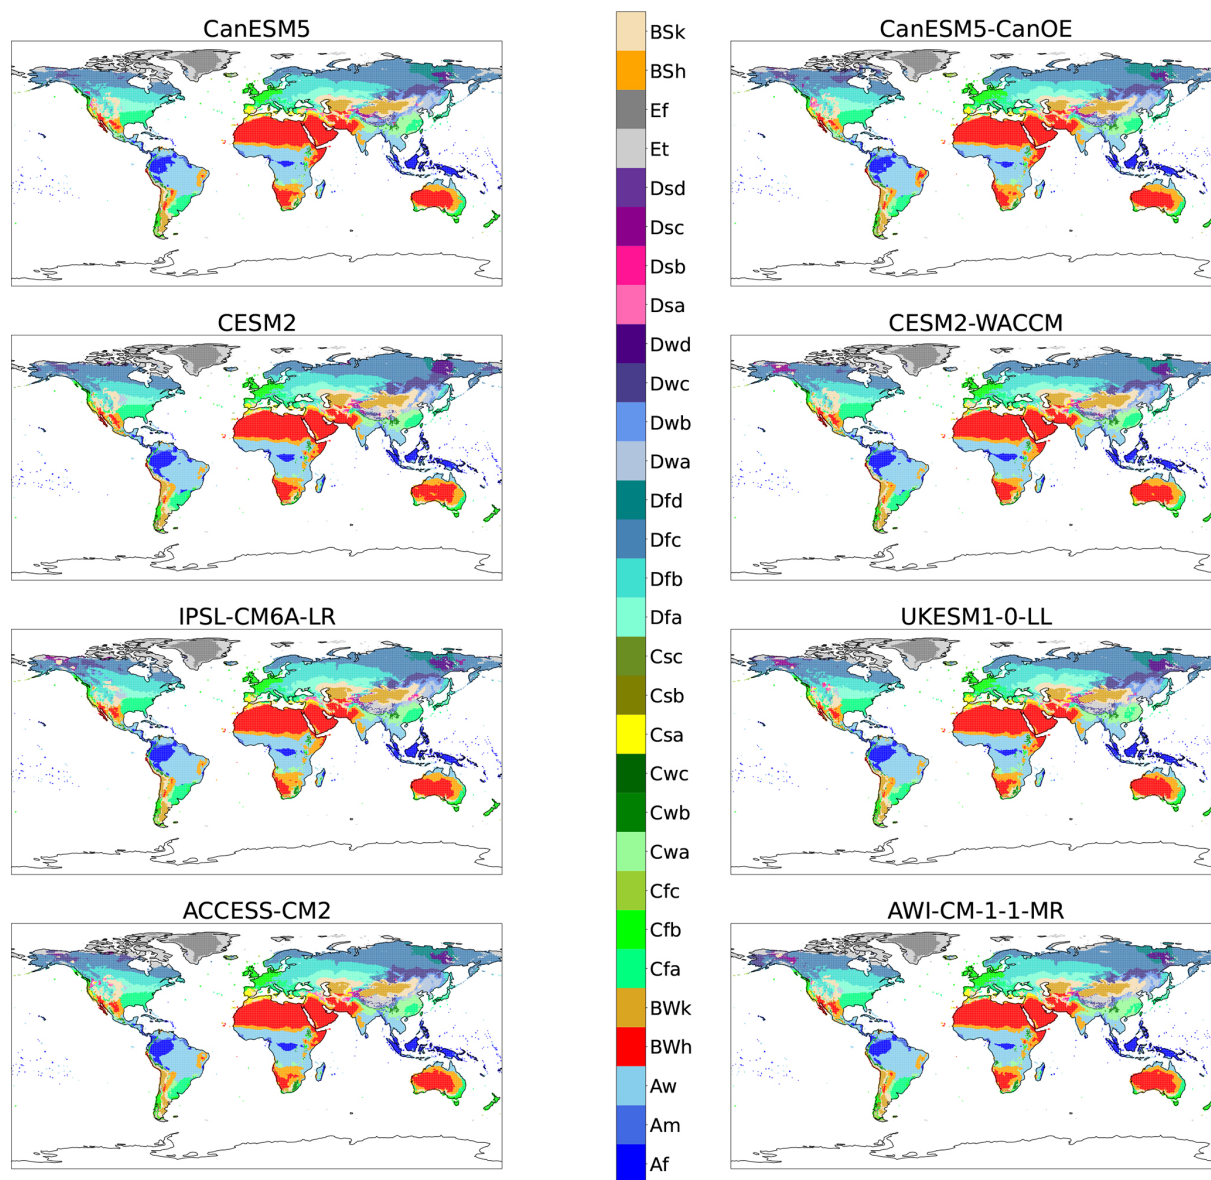 CanESM5
CanESM5-CanOE
CESM2
CESM2-WACCM
IPSL-CM6A-LR
UKESM1-0-LL
ACCESS-CM2
AWI-CM-1-1-MR
BSk
BSh
Ef
Et
Dsd
Dsc
Dsb
Dsa
Dwd
Dwc
Dwb
Dwa
Dfd
Dfc
Dfb
Dfa
Csc
Csb
Csa
Cwc
Cwb
Cwa
Cfc
Cfb
Cfa
BWk
BWh
Aw
Am
Af